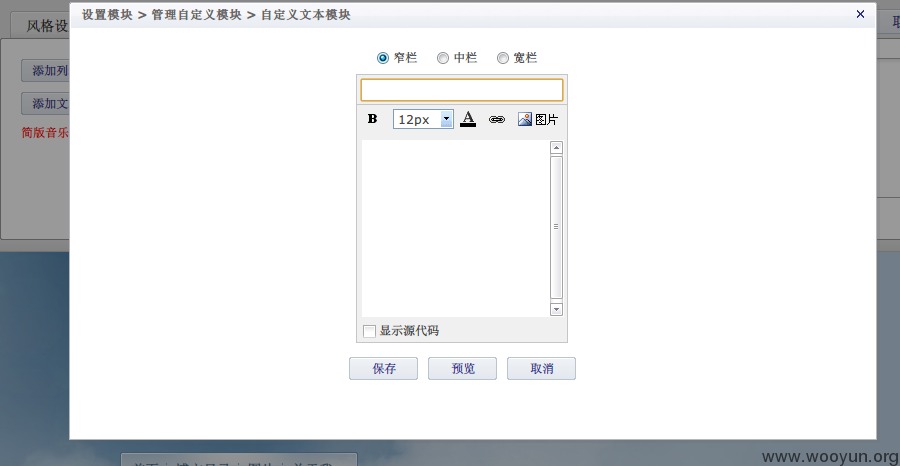 设置模块 > 管理自定义模块 > 自定义文本模块
风格设
添加列
添加文
简版音乐
窄栏 中栏 宽栏
B 12px A 图片
显示源代码
保存 预览 取消
www.wooyun.org